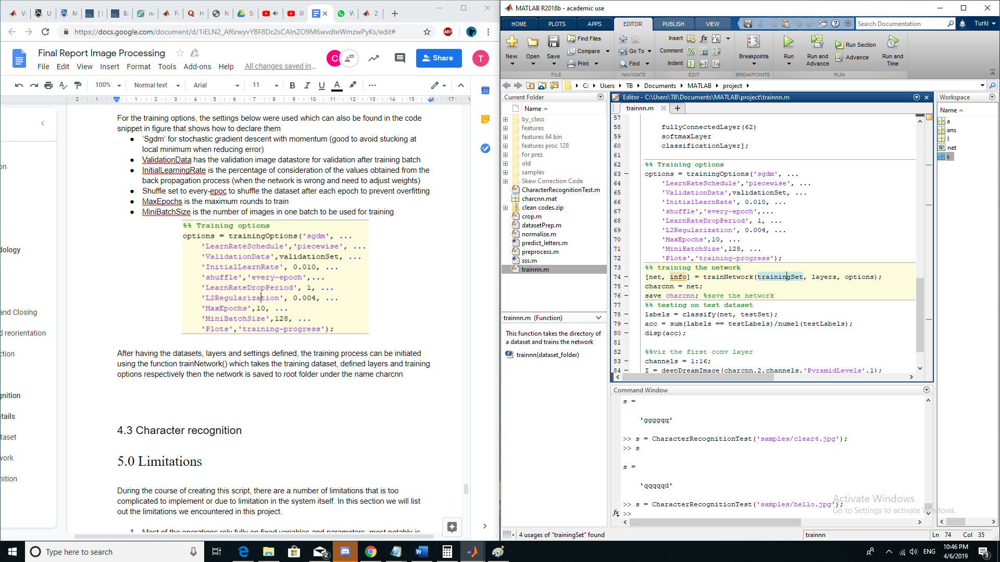 https://docs.google.com/document/d/1iELN2_Af6rwyvYBF8Dc2sCAlnZO9M6wvdteWmzwPyKs/edit#
Final Report Image Processing
File Edit View Insert Format Tools Add-ons Help All changes saved in...
Share
100% Normal text Arial 11
For the training options, the settings below were used which can also be found in the code
snippet in figure that shows how to declare them
● ‘Sgdm’ for stochastic gradient descent with momentum (good to avoid stucking at
local minimum when reducing error)
● ValidationData has the validation image datastore for validation after training batch
● InitialLearningRate is the percentage of consideration of the values obtained from the
back propagation process (when the network is wrong and need to adjust weights)
● Shuffle set to every-epoc to shuffle the dataset after each epoch to prevent overfitting
● MaxEpochs is the maximum rounds to train
● MiniBatchSize is the number of images in one batch to be used for training
%% Training options
options = trainingOptions('sgdm', ...
'LearnRateSchedule','piecewise', ...
'ValidationData',validationSet, ...
'InitialLearnRate', 0.010, ...
'shuffle','every-epoch',...
'LearnRateDropPeriod', 1, ...
'L2Regularization', 0.004, ...
'MaxEpochs',10, ...
'MiniBatchSize',128, ...
'Plots','training-progress');
After having the datasets, layers and settings defined, the training process can be initiated
using the function trainNetwork() which takes the training dataset, defined layers and training
options respectively then the network is saved to root folder under the name charcnn
4.3 Character recognition
5.0 Limitations
During the course of creating this script, there are a number of limitations that is too
complicated to implement or due to limitation in the system itself. In this section we will list
out the limitations we encountered in this project.
1. Most of the operations rely fully on fixed variables and parameters, most notably is
MATLAB R2018b - academic use
HOME PLOTS APPS EDITOR PUBLISH VIEW
Search Documentation Turki
New Open Save Find Files Compare Print
Go To Find
Insert Comment Indent
Breakpoints Run Run and Advance Run Section Advance Run and Time
FILE NAVIGATE EDIT BREAKPOINTS RUN
C: Users TB Documents MATLAB project
Current Folder
Name
by_class
features
features 64 bin
features proc 128
for prez
old
samples
Skew Correction Code
CharacterRecognitionTest.m
charcnn.mat
clean codes.zip
crop.m
datasetPrep.m
normalize.m
predict_letters.m
preprocess.m
sss.m
trainnn.m
trainnn.m (Function)
This function takes the directory of
a dataset and trains the network
trainnn(dataset_folder)
Editor - C:\Users\TB\Documents\MATLAB\project\trainnn.m
trainnn.m
57
58 fullyConnectedLayer(62)
59 softmaxLayer
60 classificationLayer];
61
62 %% Training options
63 options = trainingOptions('sgdm', ...
64 'LearnRateSchedule','piecewise', ...
65 'ValidationData',validationSet, ...
66 'InitialLearnRate', 0.010, ...
67 'shuffle','every-epoch',...
68 'LearnRateDropPeriod', 1, ...
69 'L2Regularization', 0.004, ...
70 'MaxEpochs',10, ...
71 'MiniBatchSize',128, ...
72 'Plots','training-progress');
73 %% training the network
74 [net, info] = trainNetwork(trainingSet, layers, options);
75 charcnn = net;
76 save charcnn; %save the network
77 %% testing on test dataset
78 labels = classify(net, testSet);
79 acc = sum(labels == testLabels)/numel(testLabels);
80 disp(acc);
81
82 %%viz the first conv layer
83 channels = 1:16;
84 I = deepDreamImage(charcnn,2,channels,'PyramidLevels',1);
Command Window
s =
'gggggqq'
>> s = CharacterRecognitionTest('samples/clear4.jpg');
>> s
s =
'qqqqqd'
>> s = CharacterRecognitionTest('samples/hello.jpg');
>>
Workspace
Name
a
ans
I
net
s
Activate Windows
Go to Settings to activate Windows.
4 usages of "trainingSet" found
trainnn
Ln 74 Col 35
Type here to search
ENG
10:46 PM
4/6/2019